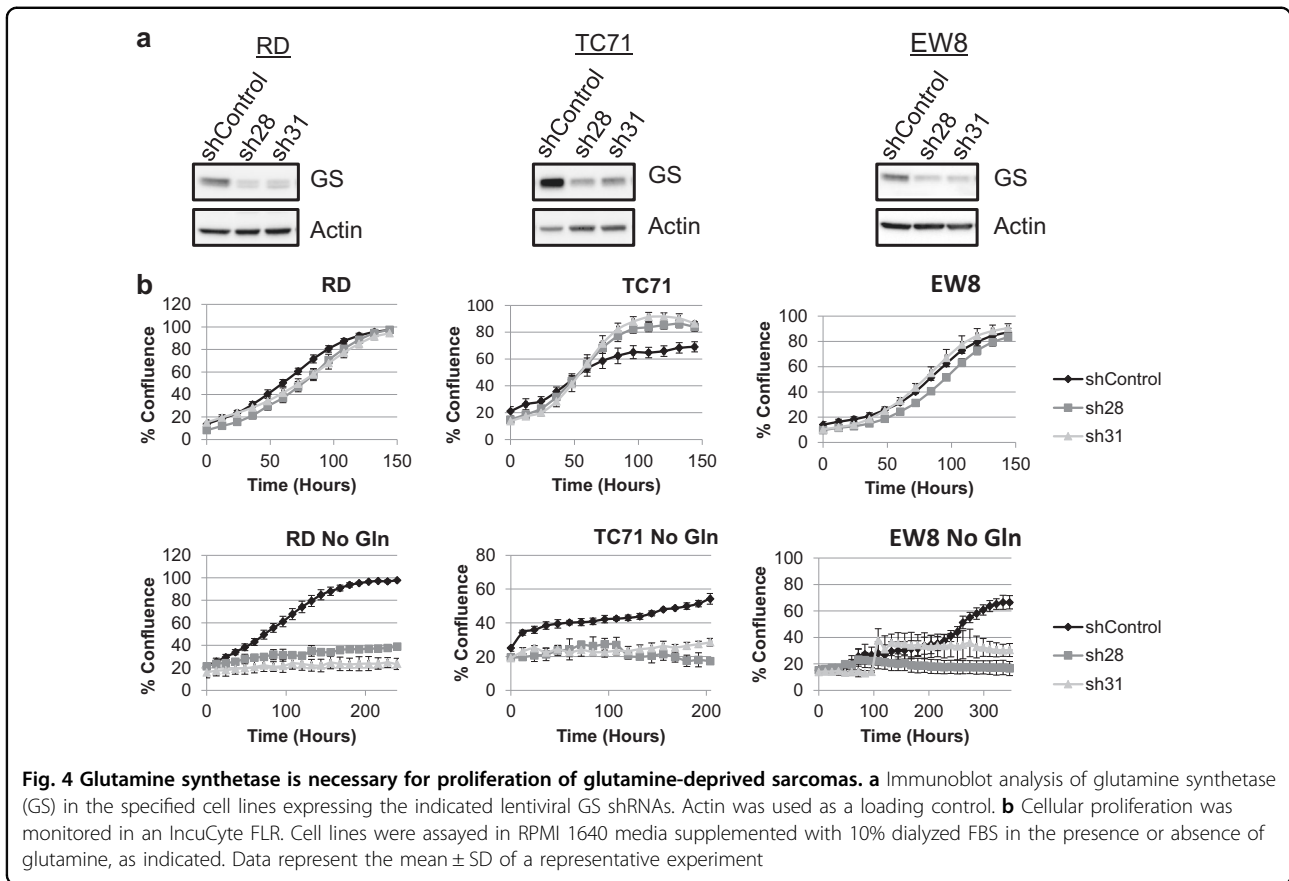 a
RD
TC71
EW8
shControl
sh28
sh31
GS
Actin
shControl
sh28
sh31
GS
Actin
shControl
sh28
sh31
GS
Actin
b
RD
% Confluence
120
100
80
60
40
20
0
0 50 100 150
Time (Hours)
TC71
% Confluence
100
80
60
40
20
0
0 50 100 150
Time (Hours)
EW8
% Confluence
100
80
60
40
20
0
0 50 100 150
Time (Hours)
shControl
sh28
sh31
RD No Gln
% Confluence
120
100
80
60
40
20
0
0 100 200
Time (Hours)
TC71 No Gln
% Confluence
80
60
40
20
0
0 100 200
Time (Hours)
EW8 No Gln
% Confluence
100
80
60
40
20
0
0 100 200 300
Time (Hours)
shControl
sh28
sh31
Fig. 4 Glutamine synthetase is necessary for proliferation of glutamine-deprived sarcomas. a Immunoblot analysis of glutamine synthetase
(GS) in the specified cell lines expressing the indicated lentiviral GS shRNAs. Actin was used as a loading control. b Cellular proliferation was
monitored in an IncuCyte FLR. Cell lines were assayed in RPMI 1640 media supplemented with 10% dialyzed FBS in the presence or absence of
glutamine, as indicated. Data represent the mean ± SD of a representative experiment